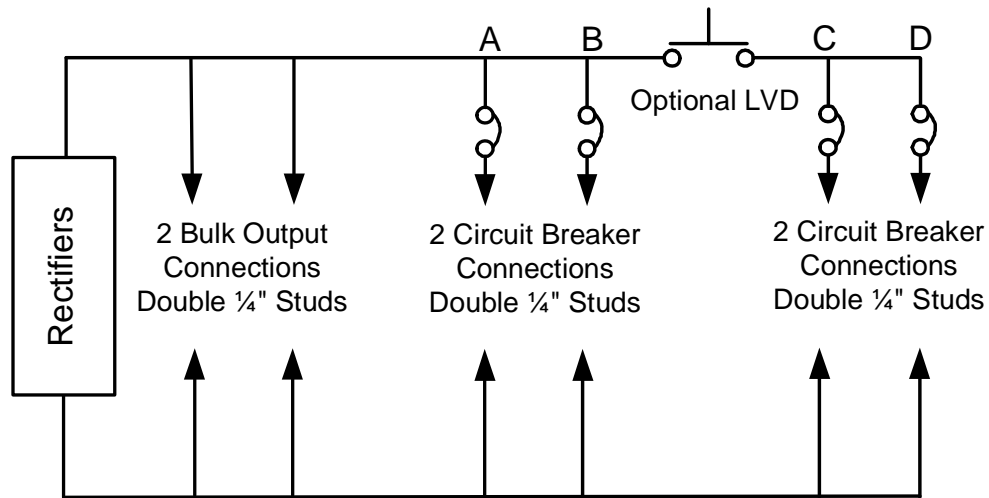 A
B
C
D
Optional LVD
Rectifiers
2 Bulk Output
Connections
Double ¼" Studs
2 Circuit Breaker
Connections
Double ¼" Studs
2 Circuit Breaker
Connections
Double ¼" Studs